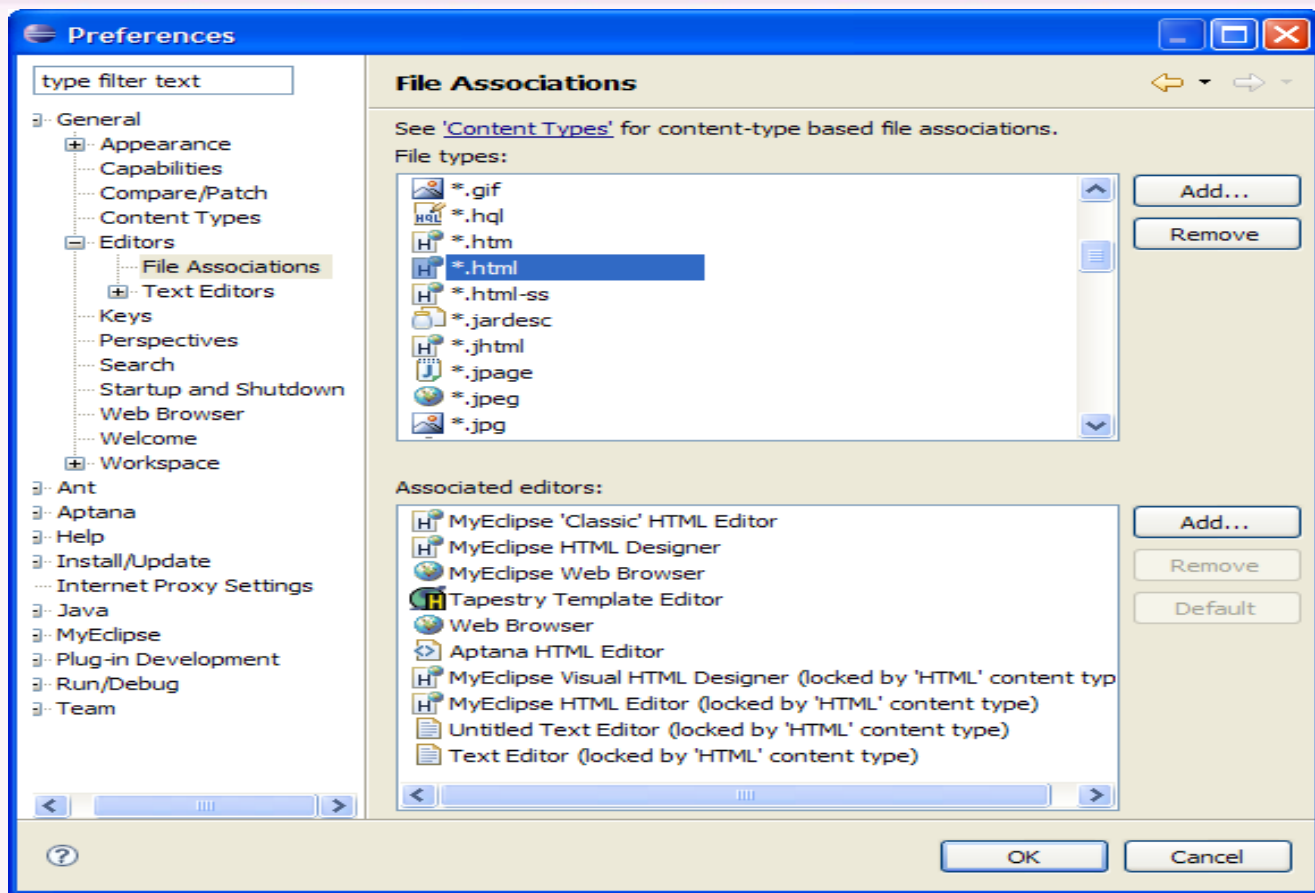 Preferences
type filter text
General
Appearance
Capabilities
Compare/Patch
Content Types
Editors
File Associations
Text Editors
Keys
Perspectives
Search
Startup and Shutdown
Web Browser
Welcome
Workspace
Ant
Aptana
Help
Install/Update
Internet Proxy Settings
Java
MyEclipse
Plug-in Development
Run/Debug
Team
File Associations
See 'Content Types' for content-type based file associations.
File types:
*.gif
*.hql
*.htm
*.html
*.html-ss
*.jardesc
*.jhtml
*.jpage
*.jpeg
*.jpg
Add...
Remove
Associated editors:
MyEclipse 'Classic' HTML Editor
MyEclipse HTML Designer
MyEclipse Web Browser
Tapestry Template Editor
Web Browser
Aptana HTML Editor
MyEclipse Visual HTML Designer (locked by 'HTML' content typ
MyEclipse HTML Editor (locked by 'HTML' content type)
Untitled Text Editor (locked by 'HTML' content type)
Text Editor (locked by 'HTML' content type)
Add...
Remove
Default
OK
Cancel